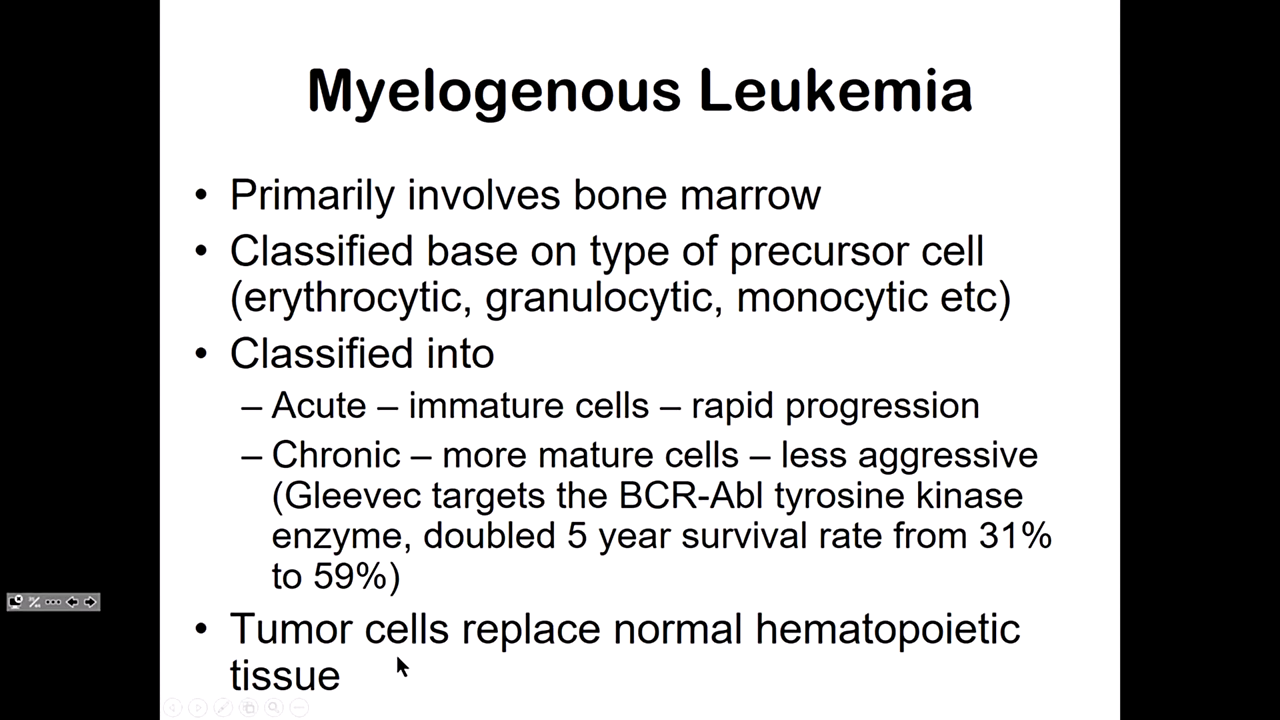 Myelogenous Leukemia
• Primarily involves bone marrow
• Classified base on type of precursor cell
(erythrocytic, granulocytic, monocytic etc)
• Classified into
– Acute – immature cells – rapid progression
– Chronic – more mature cells – less aggressive
(Gleevec targets the BCR-Abl tyrosine kinase
enzyme, doubled 5 year survival rate from 31%
to 59%)
• Tumor cells replace normal hematopoietic
tissue